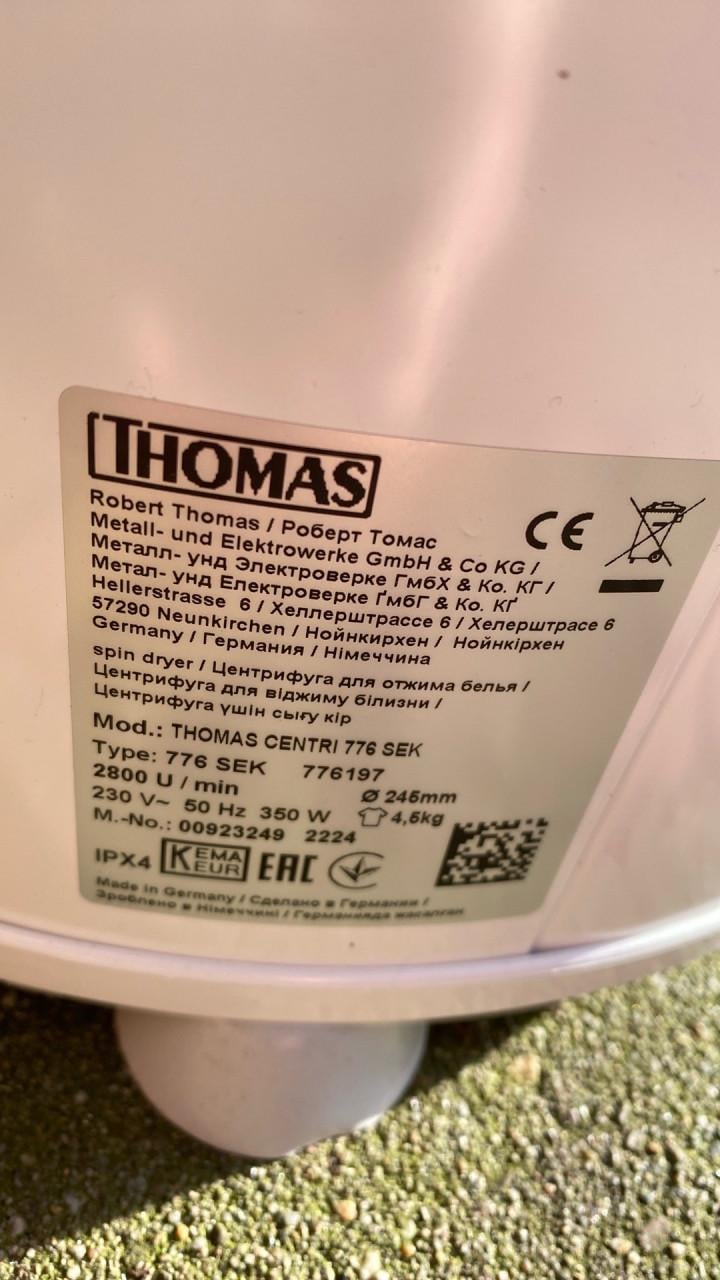 THOMAS
Robert Thomas / Роберт Томас
Metall- und Elektrowerke GmbH & Co KG /
Металл- унд Электроверке ГмбХ & Ко. КГ /
Метал- унд Електроверке ҐмбГ & Ко. КҐ
Hellerstrasse 6 / Хеллерштрассе 6 / Хелерштрасе 6
57290 Neunkirchen / Нойнкирхен / Нойнкірхен
Germany / Германия / Німеччина
spin dryer / Центрифуга для отжима белья /
Центрифуга для віджиму білизни /
Центрифуга үшін сығу кір
Mod.: THOMAS CENTRI 776 SEK
Type: 776 SEK 776197
2800 U / min Ø 245mm
230 V~ 50 Hz 350 W 4,5kg
M.-No.: 00923249 2224
IPX4 KEMA EUR EAC
Made in Germany / Сделано в Германии /
Зроблено в Німеччині / Германияда жасалған
CE